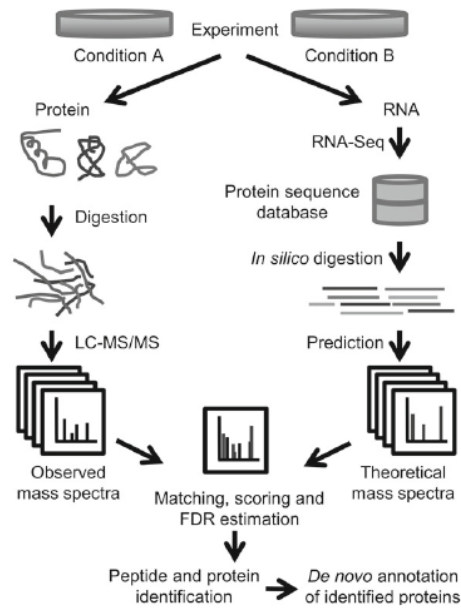 Experiment
Condition A
Condition B
Protein
RNA
RNA-Seq
Protein sequence
database
Digestion
In silico digestion
LC-MS/MS
Prediction
Observed
mass spectra
Theoretical
mass spectra
Matching, scoring and
FDR estimation
Peptide and protein
identification
De novo annotation
of identified proteins